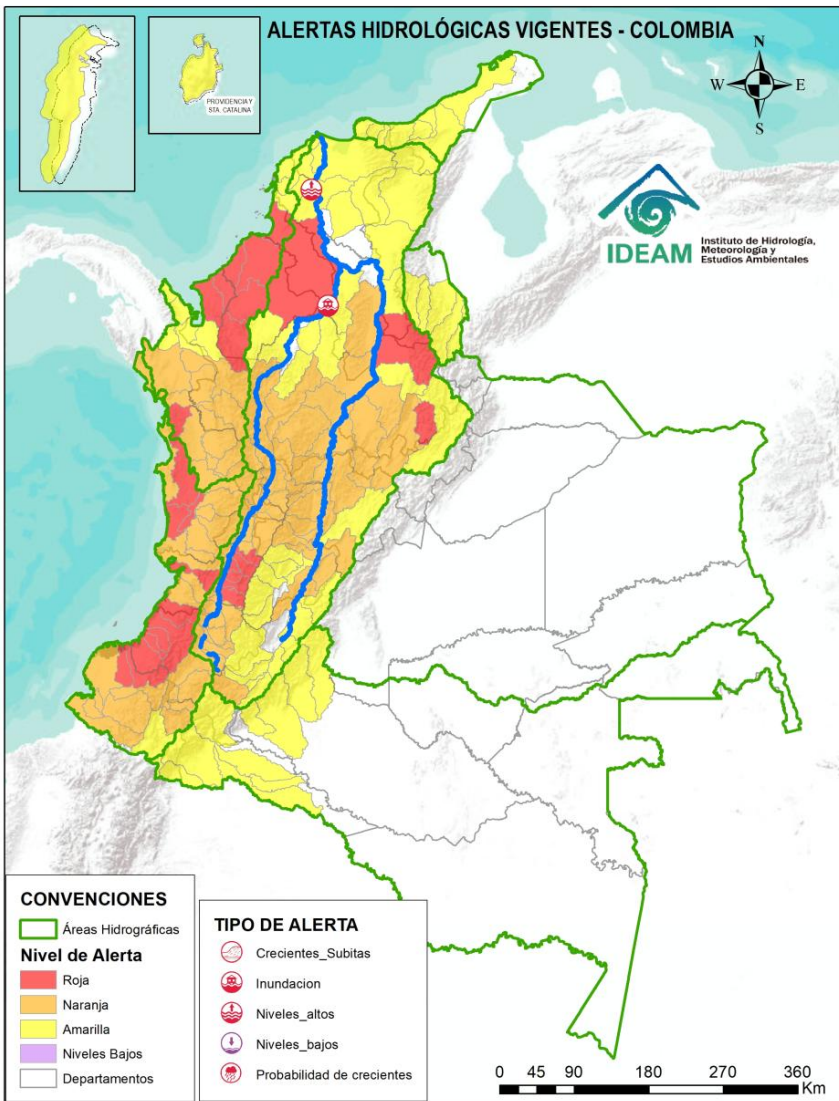 ALERTAS HIDROLÓGICAS VIGENTES - COLOMBIA
PROVIDENCIA Y
STA. CATALINA
N
W
E
S
IDEAM
Instituto de Hidrología,
Meteorología y
Estudios Ambientales
CONVENCIONES
Áreas Hidrográficas
Nivel de Alerta
Roja
Naranja
Amarilla
Niveles Bajos
Departamentos
TIPO DE ALERTA
Crecientes_Subitas
Inundacion
Niveles_altos
Niveles_bajos
Probabilidad de crecientes
0 45 90 180 270 360
Km